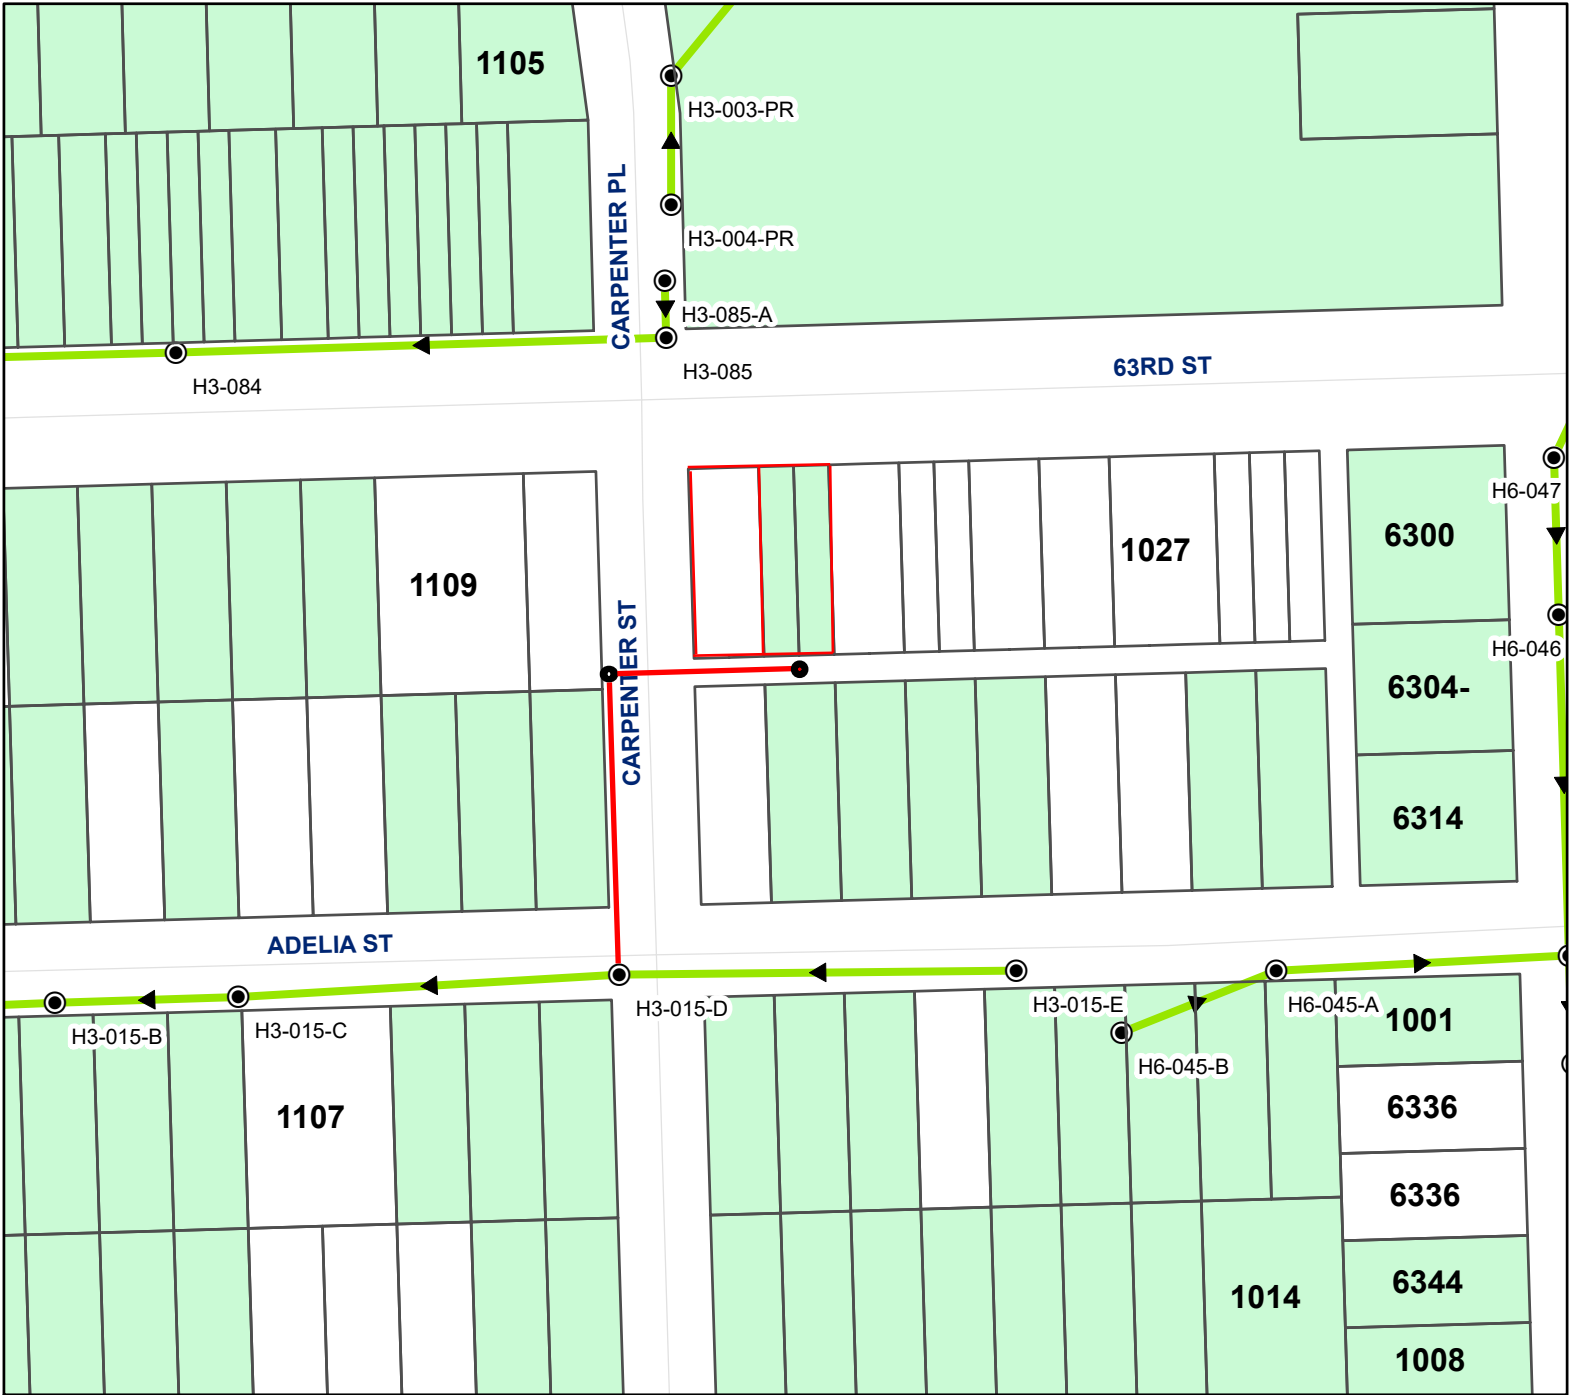 1105
H3-003-PR
CARPENTER PL
H3-004-PR
H3-085-A
H3-085
H3-084
63RD ST
H6-047
6300
1027
1109
CARPENTER ST
H6-046
6304-
6314
ADELIA ST
H3-015-B
H3-015-C
H3-015-D
H3-015-E
H6-045-A
1001
H6-045-B
1107
6336
6336
6344
1014
1008